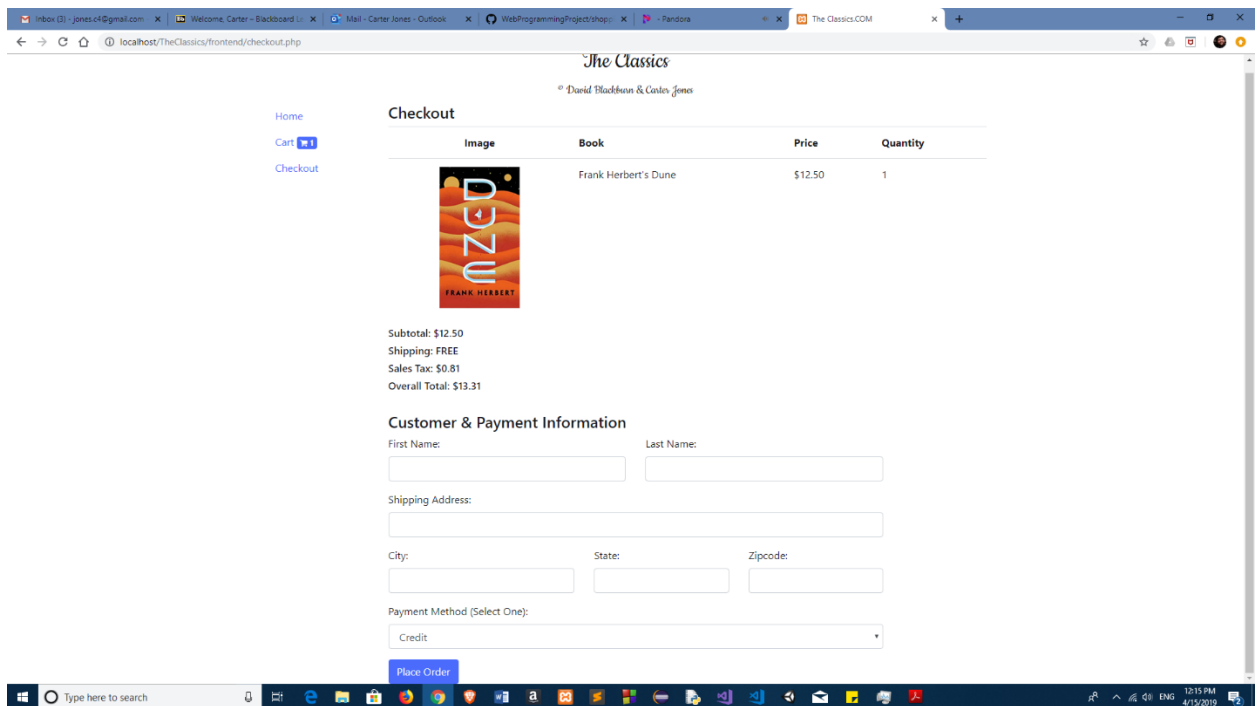 Inbox (3) - jones.c4@gmail.com
Welcome, Carter – Blackboard Le
Mail - Carter Jones - Outlook
WebProgrammingProject/shopp
- Pandora
The Classics.COM
localhost/TheClassics/frontend/checkout.php
The Classics
© David Blackburn & Carter Jones
Home
Cart 1
Checkout
Checkout
Image Book Price Quantity
DUNE
FRANK HERBERT
Frank Herbert's Dune $12.50 1
Subtotal: $12.50
Shipping: FREE
Sales Tax: $0.81
Overall Total: $13.31
Customer & Payment Information
First Name: Last Name:
Shipping Address:
City: State: Zipcode:
Payment Method (Select One):
Credit
Place Order
Type here to search
ENG
12:15 PM
4/15/2019